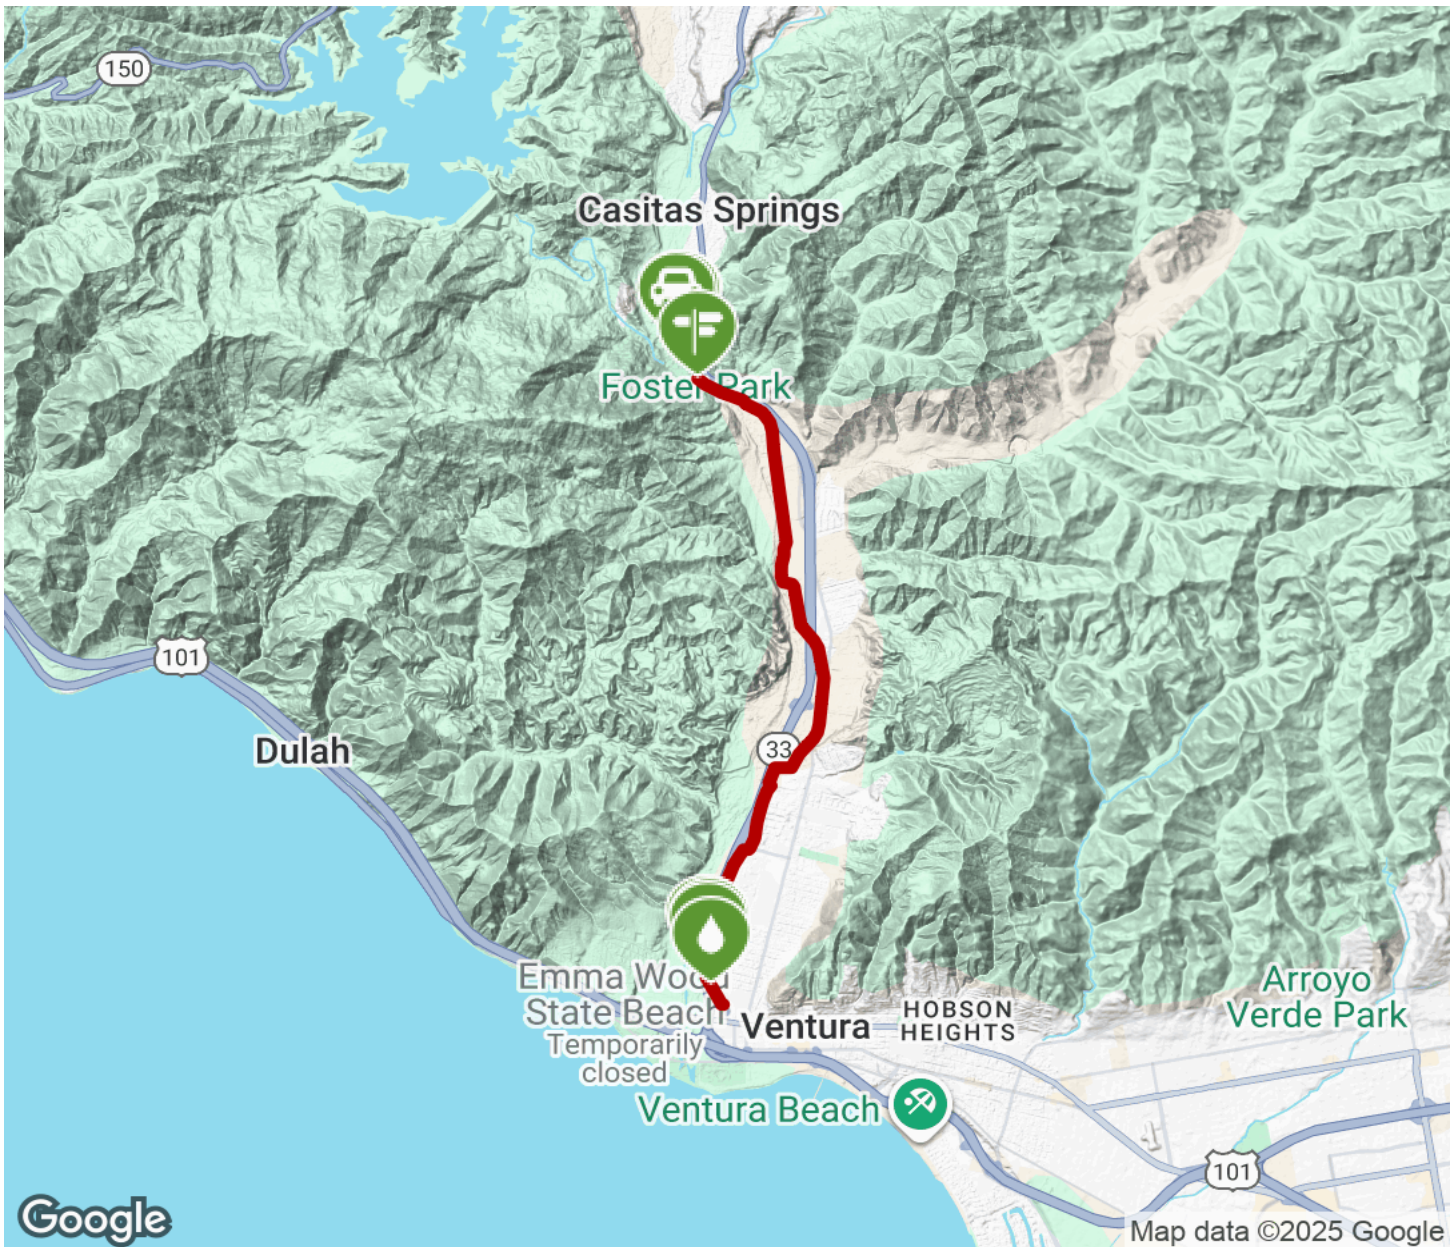 150
Casitas Springs
Foster Park
101
Dulah
33
Emma Wood
State Beach
Temporarily
closed
Ventura
HOBSON
HEIGHTS
Arroyo
Verde Park
Ventura Beach
101
Google
Map data ©2025 Google